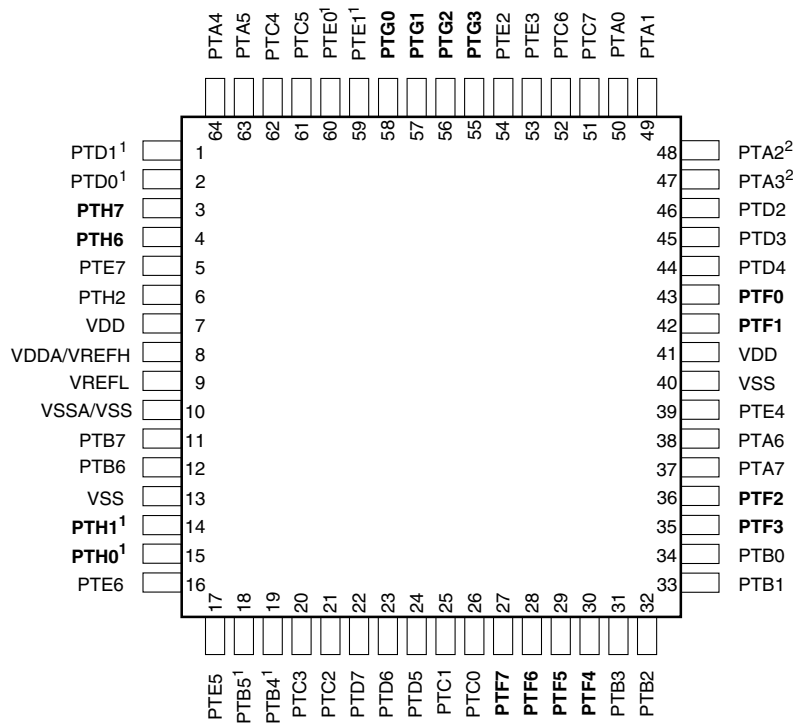 PTA4 PTA5 PTC4 PTC5 PTE0¹ PTE1¹ PTG0 PTG1 PTG2 PTG3 PTE2 PTE3 PTC6 PTC7 PTA0 PTA1
64 63 62 61 60 59 58 57 56 55 54 53 52 51 50 49
PTD1¹ 1 48 PTA2²
PTD0¹ 2 47 PTA3²
PTH7 3 46 PTD2
PTH6 4 45 PTD3
PTE7 5 44 PTD4
PTH2 6 43 PTF0
VDD 7 42 PTF1
VDDA/VREFH 8 41 VDD
VREFL 9 40 VSS
VSSA/VSS 10 39 PTE4
PTB7 11 38 PTA6
PTB6 12 37 PTA7
VSS 13 36 PTF2
PTH1¹ 14 35 PTF3
PTH0¹ 15 34 PTB0
PTE6 16 33 PTB1
17 18 19 20 21 22 23 24 25 26 27 28 29 30 31 32
PTE5 PTB5¹ PTB4¹ PTC3 PTC2 PTD7 PTD6 PTD5 PTC1 PTC0 PTF7 PTF6 PTF5 PTF4 PTB3 PTB2